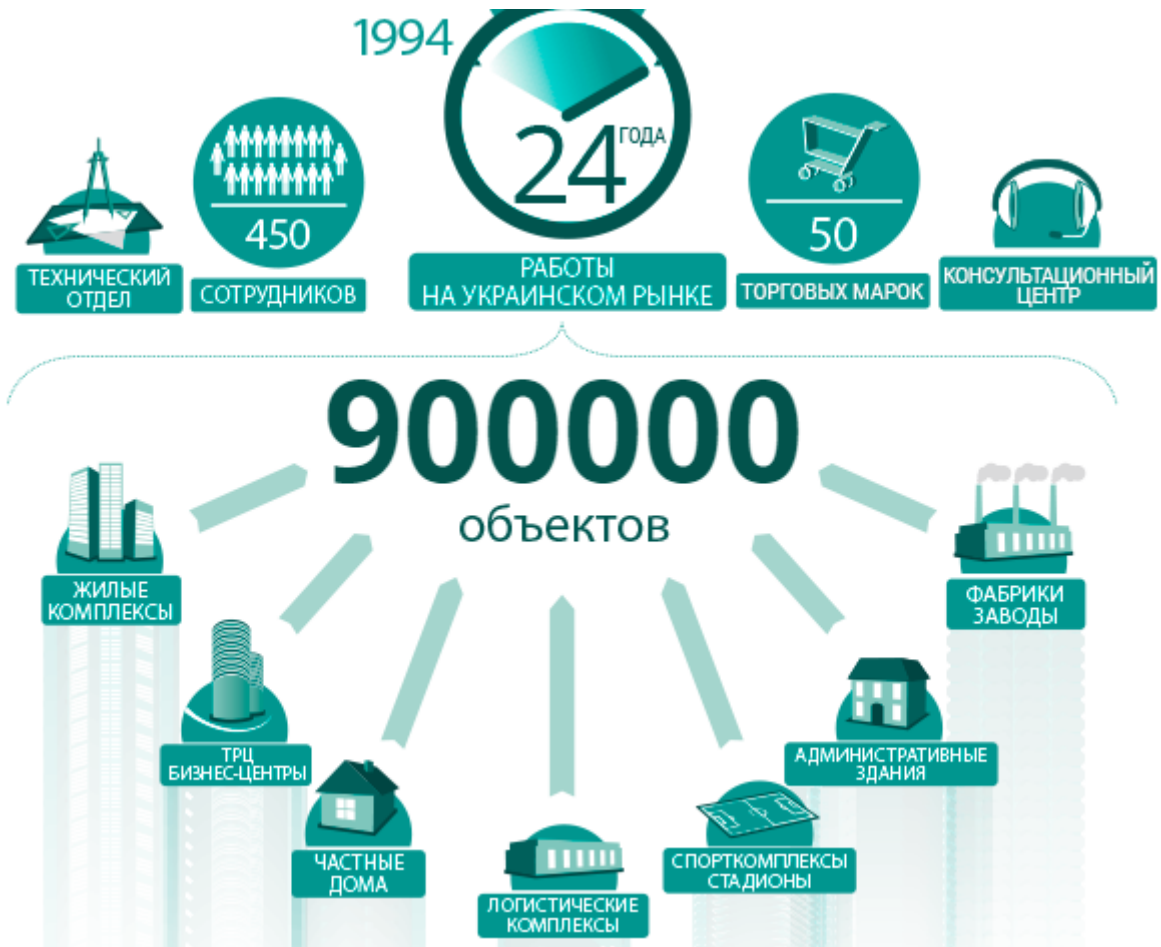 1994
24 ГОДА
450
50
ТЕХНИЧЕСКИЙ
ОТДЕЛ
СОТРУДНИКОВ
РАБОТЫ
НА УКРАИНСКОМ РЫНКЕ
ТОРГОВЫХ МАРОК
КОНСУЛЬТАЦИОННЫЙ
ЦЕНТР
900000
объектов
ЖИЛЫЕ
КОМПЛЕКСЫ
ФАБРИКИ
ЗАВОДЫ
ТРЦ
БИЗНЕС-ЦЕНТРЫ
АДМИНИСТРАТИВНЫЕ
ЗДАНИЯ
ЧАСТНЫЕ
ДОМА
СПОРТКОМПЛЕКСЫ
СТАДИОНЫ
ЛОГИСТИЧЕСКИЕ
КОМПЛЕКСЫ